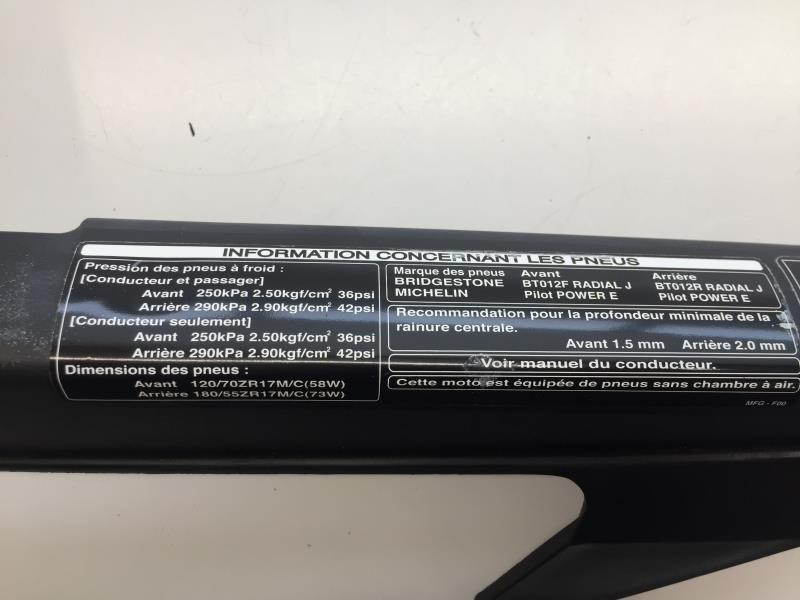 INFORMATION CONCERNANT LES PNEUS
Pression des pneus à froid :
[Conducteur et passager]
Avant 250kPa 2.50kgf/cm² 36psi
Arrière 290kPa 2.90kgf/cm² 42psi
[Conducteur seulement]
Avant 250kPa 2.50kgf/cm² 36psi
Arrière 290kPa 2.90kgf/cm² 42psi
Dimensions des pneu :
Avant 120/70ZR17M/C(58W)
Arrière 180/55ZR17M/C(73W)
Marque des pneus Avant Arrière
BRIDGESTONE BT012F RADIAL J BT012R RADIAL J
MICHELIN Pilot POWER E Pilot POWER E
Recommandation pour la profondeur minimale de la
rainure centrale.
Avant 1.5 mm Arrière 2.0 mm
Voir manuel du conducteur.
Cette moto est équipée de pneus sans chambre à air.
MFG - F00